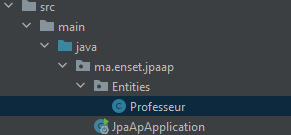 src
main
java
ma.enset.jpaap
Entities
Professeur
JpaApApplication